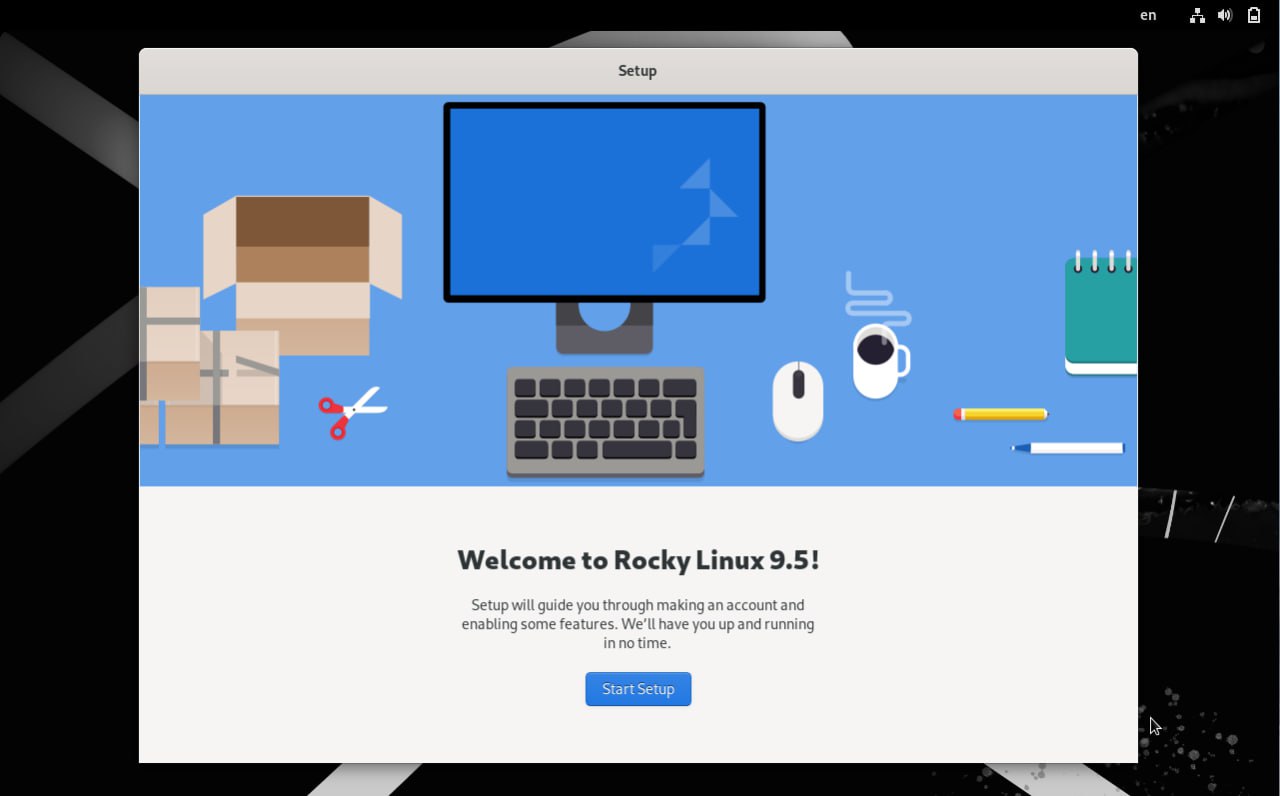 en
Setup
Welcome to Rocky Linux 9.5!
Setup will guide you through making an account and
enabling some features. We’ll have you up and running
in no time.
Start Setup